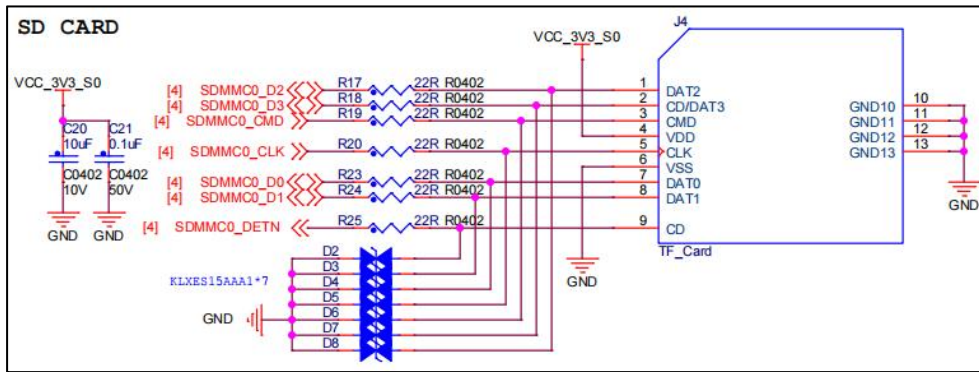 SD CARD
J4
VCC_3V3_S0
VCC_3V3_S0
[4] SDMMC0_D2 R17 22R R0402 1 DAT2
[4] SDMMC0_D3 R18 22R R0402 2 CD/DAT3 GND10 10
[4] SDMMC0_CMD R19 22R R0402 3 CMD GND11 11
4 VDD GND12 12
[4] SDMMC0_CLK R20 22R R0402 5 CLK GND13 13
6 VSS
[4] SDMMC0_D0 R23 22R R0402 7 DAT0
[4] SDMMC0_D1 R24 22R R0402 8 DAT1
[4] SDMMC0_DETN R25 22R R0402 9 CD
TF_Card
C20 C21
10uF 0.1uF
C0402 C0402
10V 50V
GND GND
GND
GND
KLXES15AAA1*7
D2
D3
D4
D5
D6
D7
D8
GND